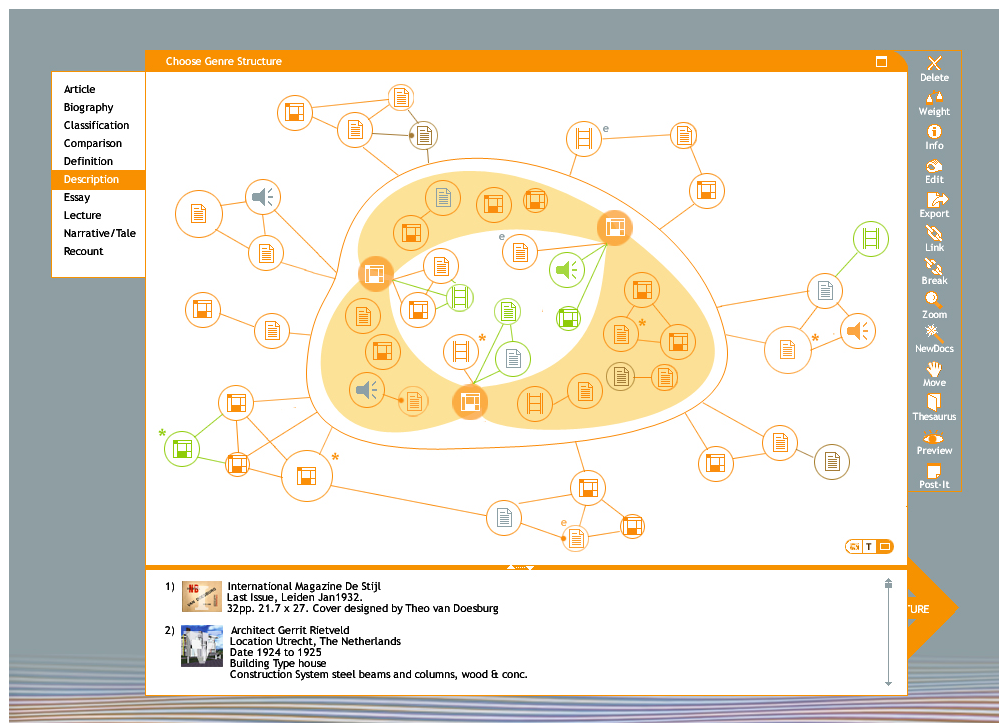 Choose Genre Structure
Article
Biography
Classification
Comparison
Definition
Description
Essay
Lecture
Narrative/Tale
Recount
Delete
Weight
Info
Edit
Export
Link
Break
Zoom
NewDocs
Move
Thesaurus
Preview
Post-It
e
*
e
*
*
*
*
*
e
T
TURE
1) International Magazine De Stijl
Last Issue, Leiden Jan1932.
32pp. 21.7 x 27. Cover designed by Theo van Doesburg
2) Architect Gerrit Rietveld
Location Utrecht, The Netherlands
Date 1924 to 1925
Building Type house
Construction System steel beams and columns, wood & conc.